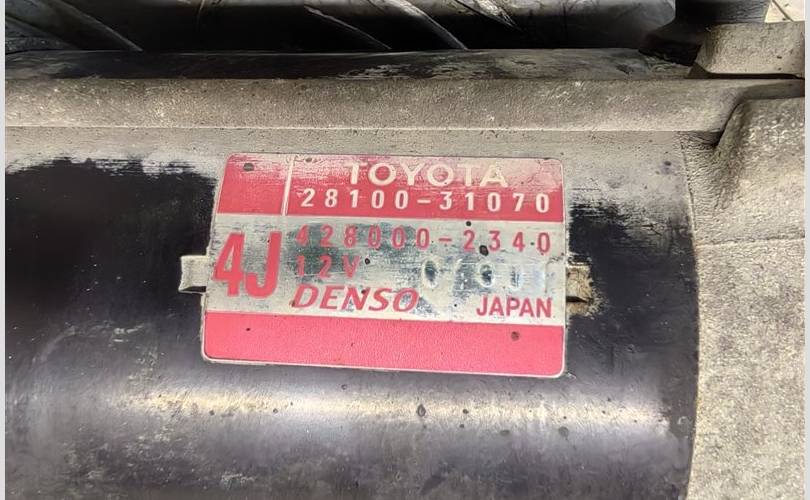 TOYOTA
28100-31070
4J
428000-2340
12V
DENSO JAPAN